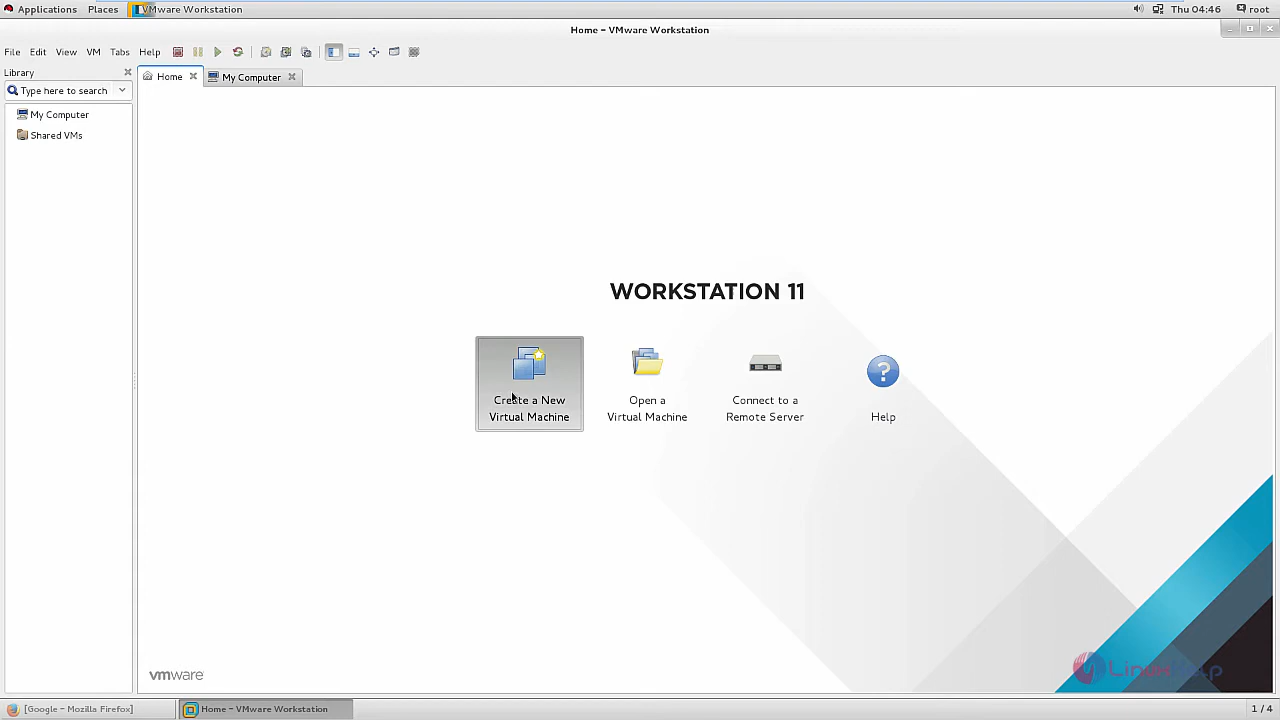 Applications Places VMware Workstation Thu 04:46 root
Home – VMware Workstation
File Edit View VM Tabs Help
Library
Home My Computer
Type here to search
My Computer
Shared VMs
WORKSTATION 11
Create a New
Virtual Machine
Open a
Virtual Machine
Connect to a
Remote Server
?
Help
vmware
LinuxHelp
[Google – Mozilla Firefox] Home – VMware Workstation 1 / 4